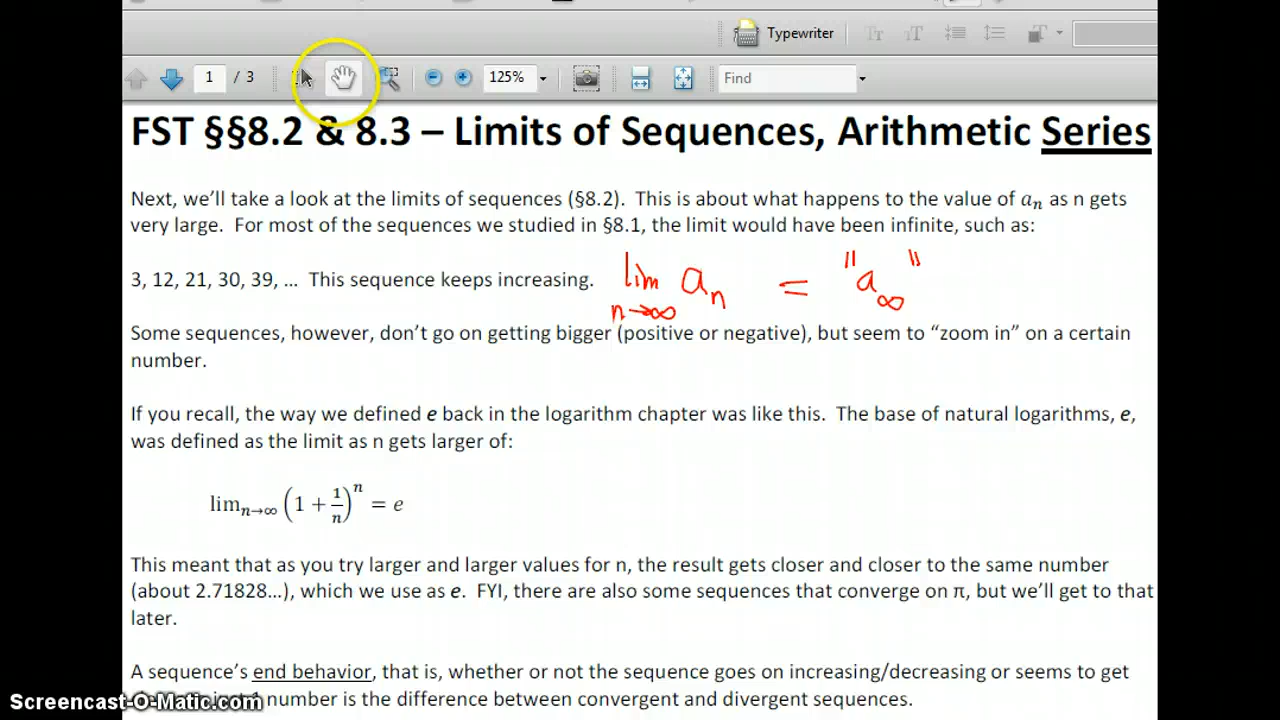 Typewriter
1 / 3 125% Find
FST §§8.2 & 8.3 – Limits of Sequences, Arithmetic Series
Next, we'll take a look at the limits of sequences (§8.2). This is about what happens to the value of aₙ as n gets
very large. For most of the sequences we studied in §8.1, the limit would have been infinite, such as:
3, 12, 21, 30, 39, … This sequence keeps increasing. lim n→∞ aₙ = "a∞"
Some sequences, however, don't go on getting bigger (positive or negative), but seem to “zoom in” on a certain
number.
If you recall, the way we defined e back in the logarithm chapter was like this. The base of natural logarithms, e,
was defined as the limit as n gets larger of:
limₙ→∞ (1 + 1/n)ⁿ = e
This meant that as you try larger and larger values for n, the result gets closer and closer to the same number
(about 2.71828…), which we use as e. FYI, there are also some sequences that converge on π, but we'll get to that
later.
A sequence's end behavior, that is, whether or not the sequence goes on increasing/decreasing or seems to get
number is the difference between convergent and divergent sequences.
Screencast-O-Matic.com